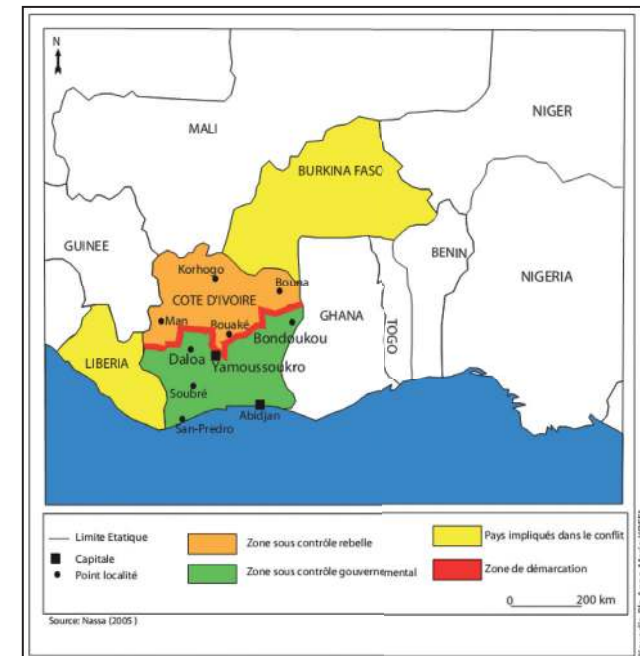 N
MALI
NIGER
BURKINA FASO
GUINEE
BENIN
NIGERIA
Korhogo
Bouna
COTE D'IVOIRE
GHANA
TOGO
Man
Bouaké
Bondoukou
LIBERIA
Daloa
Yamoussoukro
Soubré
San-Predro
Abidjan
Limite Etatique
Capitale
Point localité
Zone sous contrôle rebelle
Zone sous contrôle gouvernemental
Pays impliqués dans le conflit
Zone de démarcation
0 200 km
Source: Nassa (2005 )